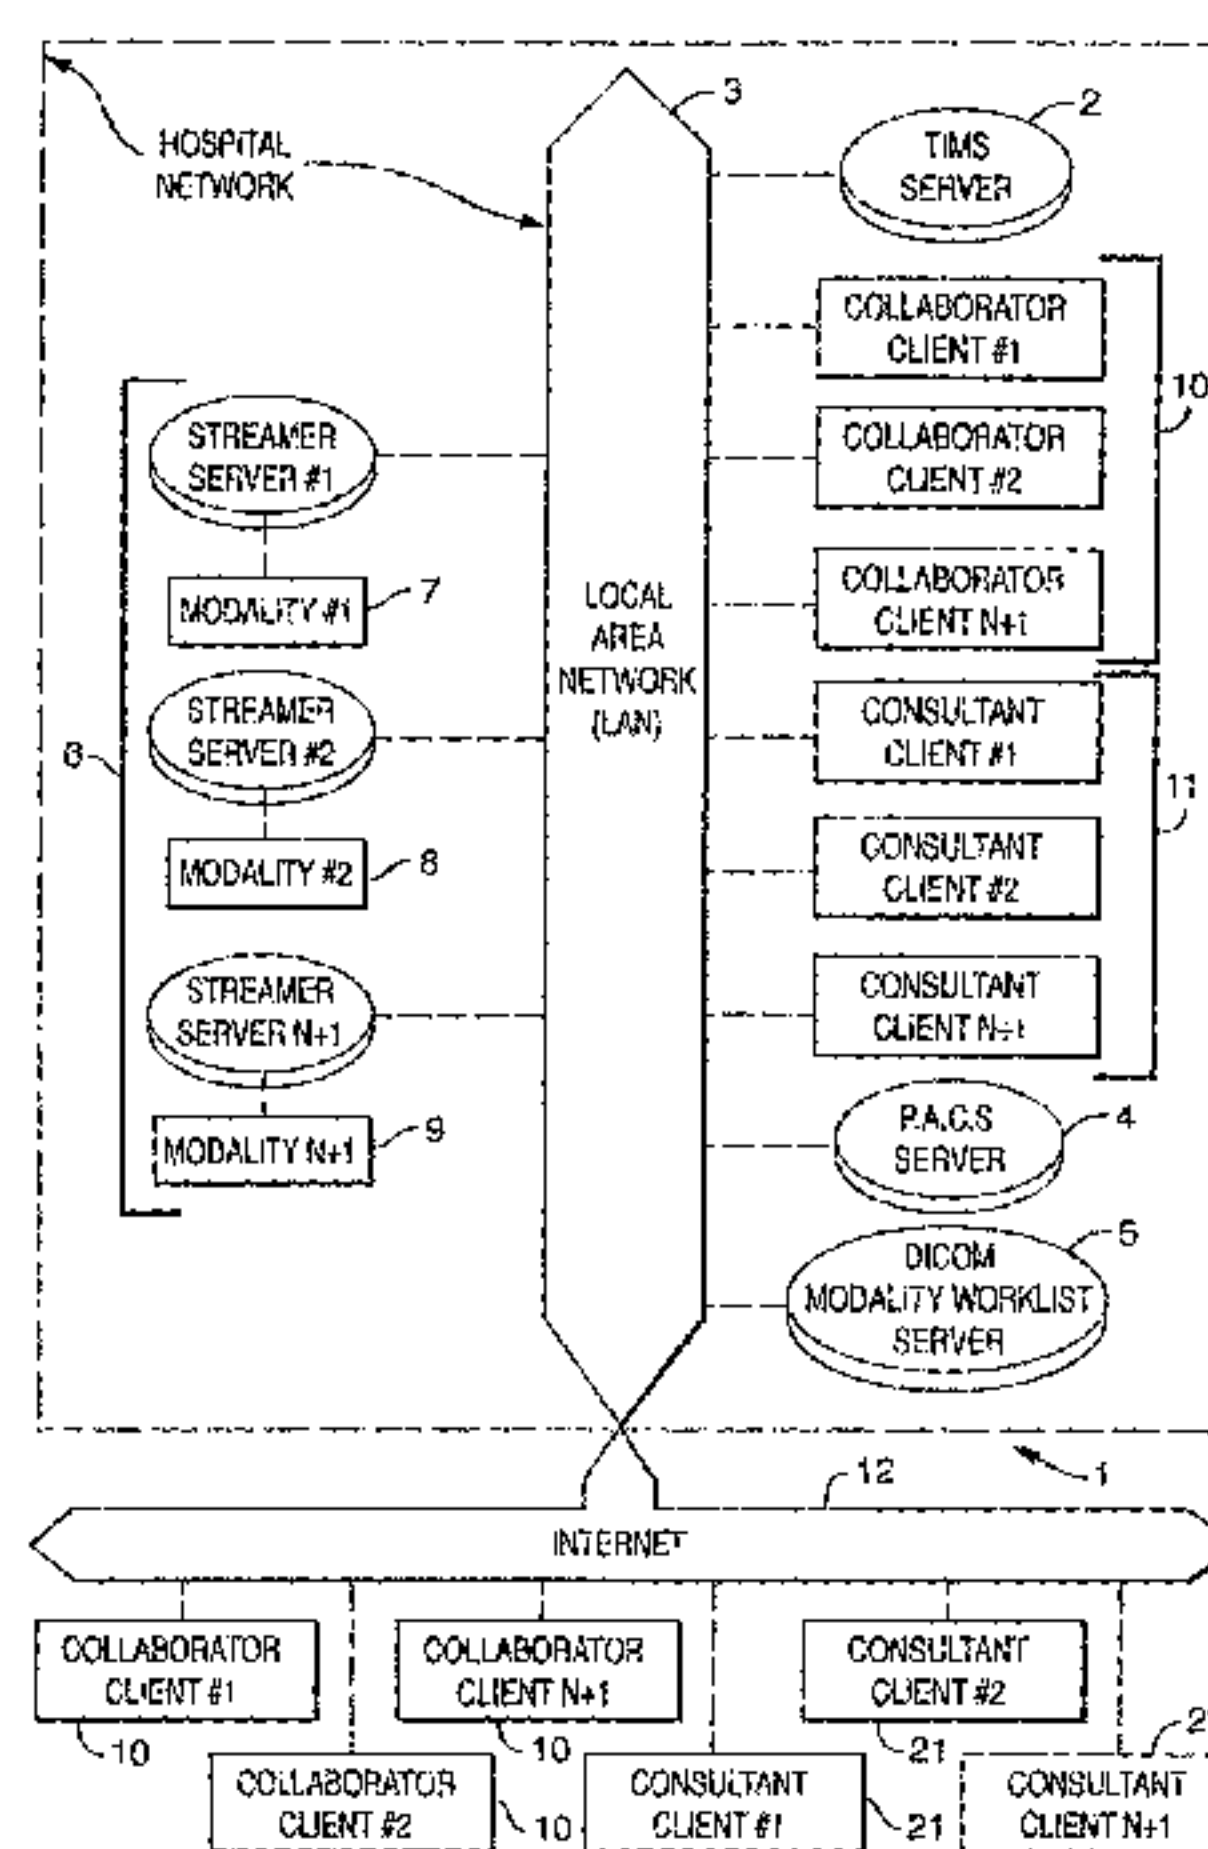 3
2
HOSPITAL
NETWORK
TIMS
SERVER
COLLABORATOR
CLIENT #1
10
COLLABORATOR
CLIENT #2
STREAMER
SERVER #1
COLLABORATOR
CLIENT N+1
MODALITY #1
7
LOCAL
AREA
NETWORK
(LAN)
CONSULTANT
CLIENT #1
STREAMER
SERVER #2
6
11
CONSULTANT
CLIENT #2
MODALITY #2
8
CONSULTANT
CLIENT N+1
STREAMER
SERVER N+1
MODALITY N+1
9
P.A.C.S
SERVER
4
DICOM
MODALITY WORKLIST
SERVER
5
1
12
INTERNET
COLLABORATOR
CLIENT #1
10
COLLABORATOR
CLIENT N+1
10
CONSULTANT
CLIENT #2
21
COLLABORATOR
CLIENT #2
10
CONSULTANT
CLIENT #1
21
CONSULTANT
CLIENT N+1